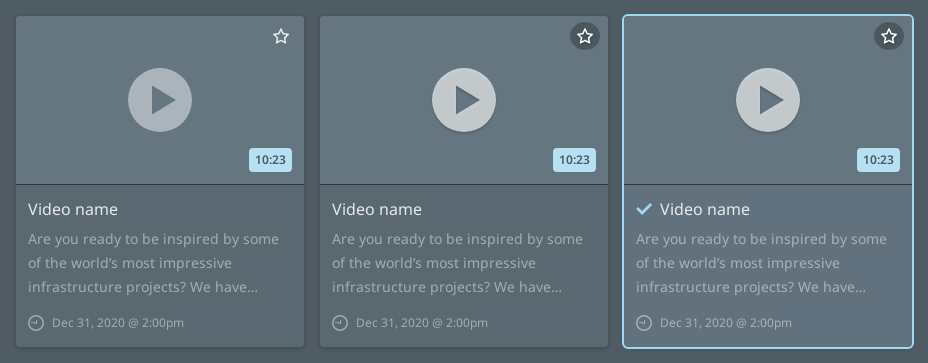 10:23
Video name
Are you ready to be inspired by some
of the world's most impressive
infrastructure projects? We have...
Dec 31, 2020 @ 2:00pm
10:23
Video name
Are you ready to be inspired by some
of the world's most impressive
infrastructure projects? We have...
Dec 31, 2020 @ 2:00pm
10:23
Video name
Are you ready to be inspired by some
of the world's most impressive
infrastructure projects? We have...
Dec 31, 2020 @ 2:00pm